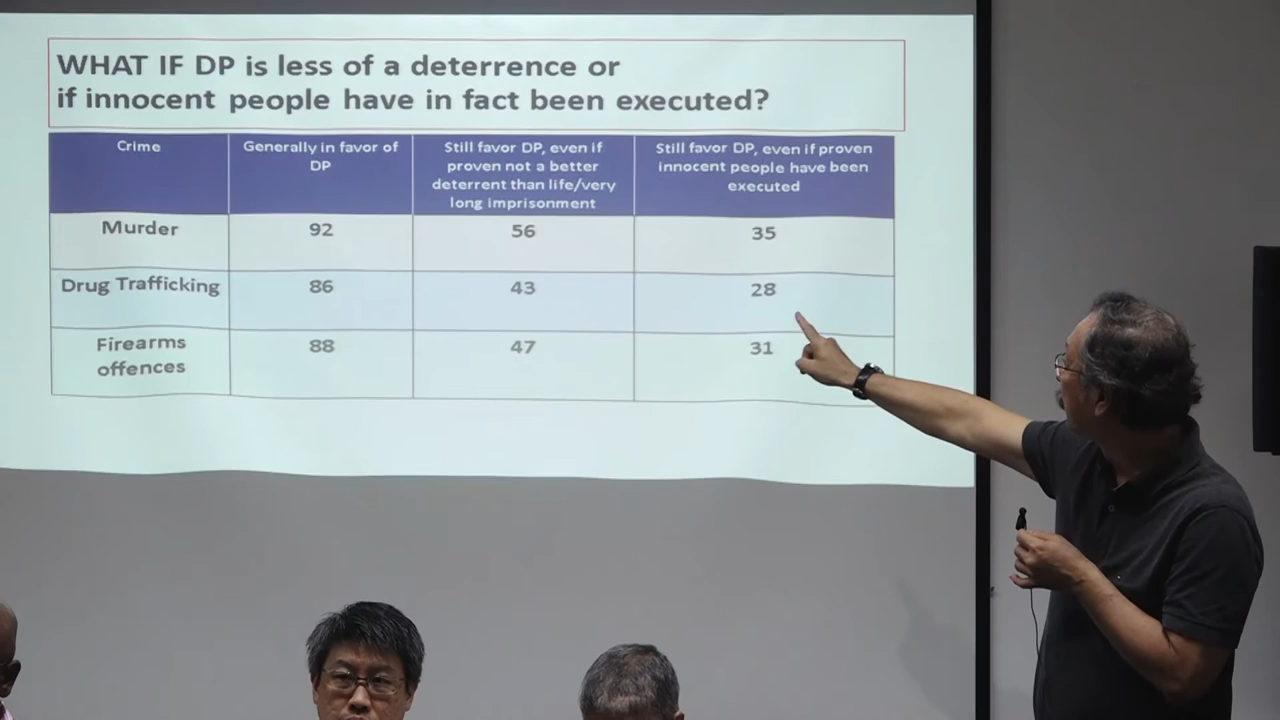 WHAT IF DP is less of a deterrence or
if innocent people have in fact been executed?
Crime
Generally in favor of
DP
Still favor DP, even if
proven not a better
deterrent than life/very
long imprisonment
Still favor DP, even if proven
innocent people have been
executed
Murder
92
56
35
Drug Trafficking
86
43
28
Firearms
offences
88
47
31